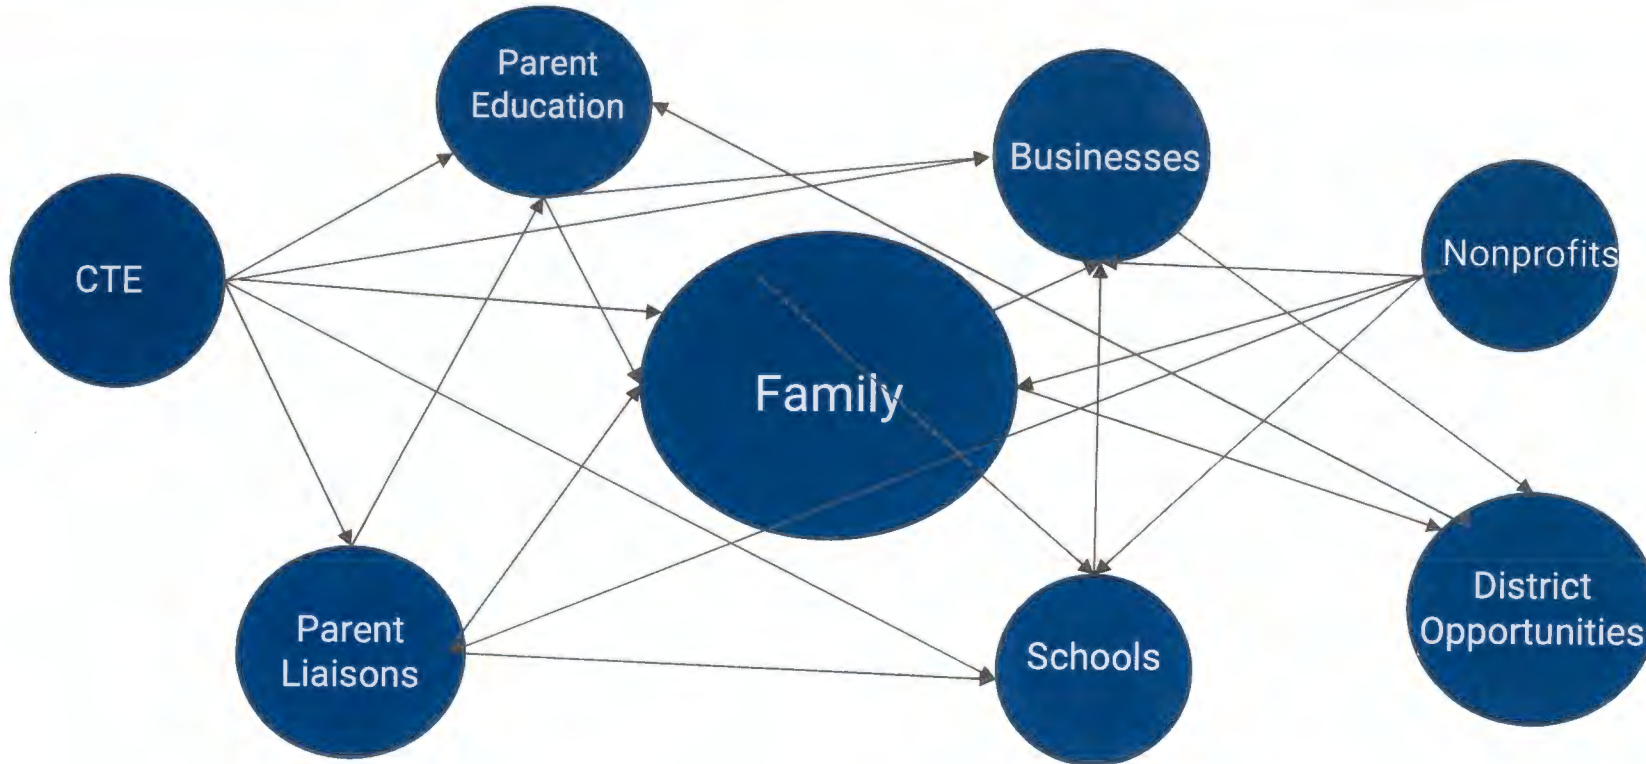 Parent
Education
Businesses
Nonprofits
CTE
Family
Parent
Liaisons
Schools
District
Opportunities